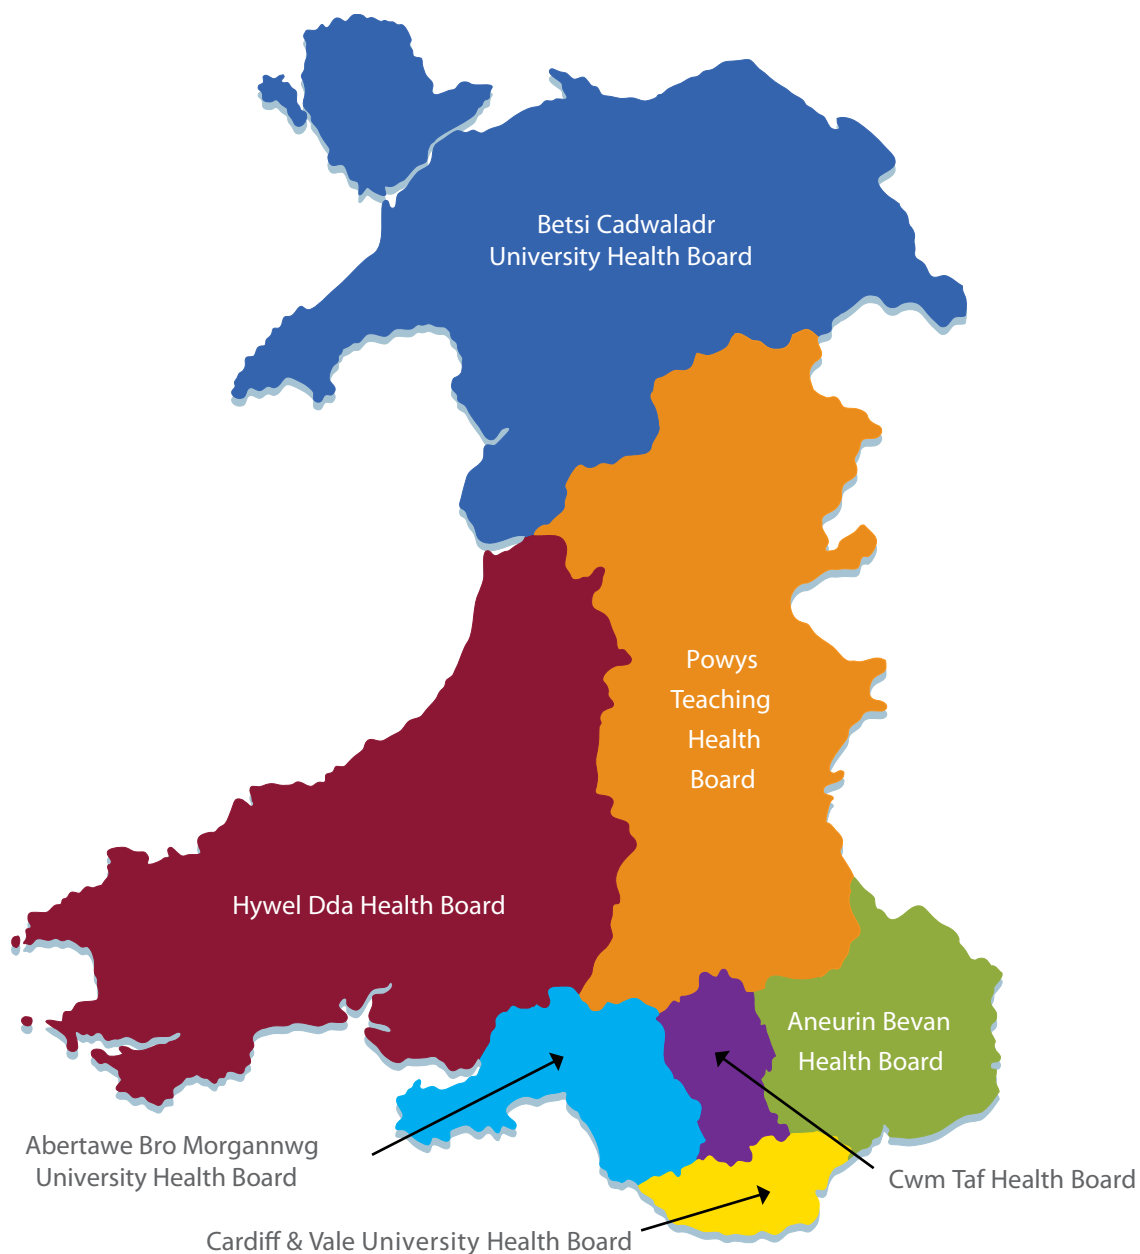 Betsi Cadwaladr
University Health Board
Powys
Teaching
Health
Board
Hywel Dda Health Board
Aneurin Bevan
Health Board
Abertawe Bro Morgannwg
University Health Board
Cwm Taf Health Board
Cardiff & Vale University Health Board